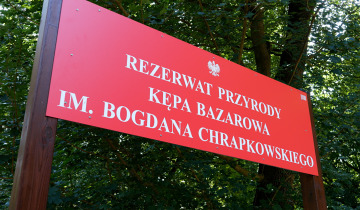 REZERWAT PRZYRODY
KĘPA BAZAROWA
IM. BOGDANA CHRAPKOWSKIEGO